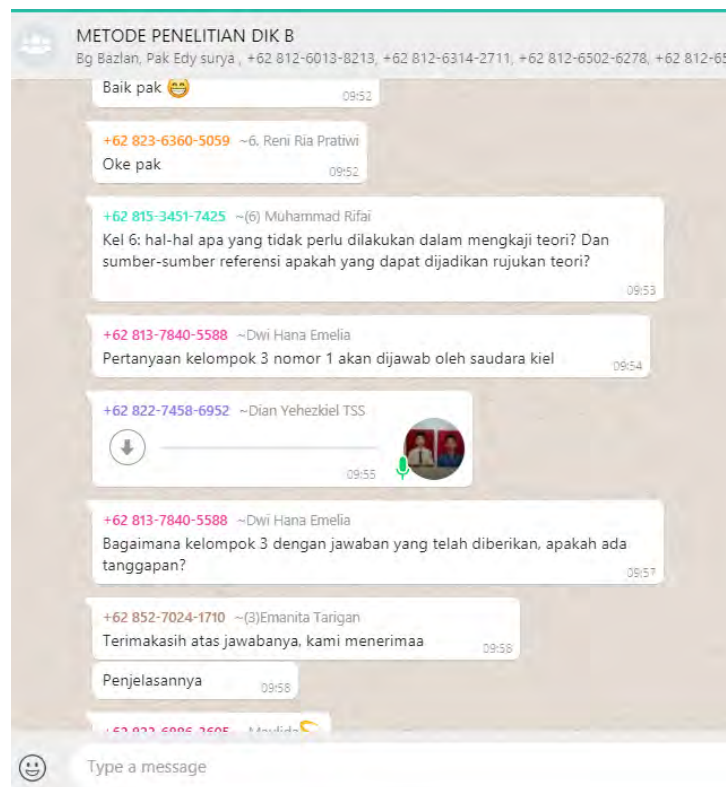 METODE PENELITIAN DIK B
Bg Bazlan, Pak Edy surya , +62 812-6013-8213, +62 812-6314-2711, +62 812-6502-6278, +62 812-65
Baik pak 😁
09:52
+62 823-6360-5059 ~6. Reni Ria Pratiwi
Oke pak
09:52
+62 815-3451-7425 ~(6) Muhammad Rifai
Kel 6: hal-hal apa yang tidak perlu dilakukan dalam mengkaji teori? Dan
sumber-sumber referensi apakah yang dapat dijadikan rujukan teori?
09:53
+62 813-7840-5588 ~Dwi Hana Emelia
Pertanyaan kelompok 3 nomor 1 akan dijawab oleh saudara kiel
09:54
+62 822-7458-6952 ~Dian Yehezkiel TSS
09:55
+62 813-7840-5588 ~Dwi Hana Emelia
Bagaimana kelompok 3 dengan jawaban yang telah diberikan, apakah ada
tanggapan?
09:57
+62 852-7024-1710 ~(3)Emanita Tarigan
Terimakasih atas jawabanya, kami menerimaa
09:58
Penjelasannya
09:58
Type a message